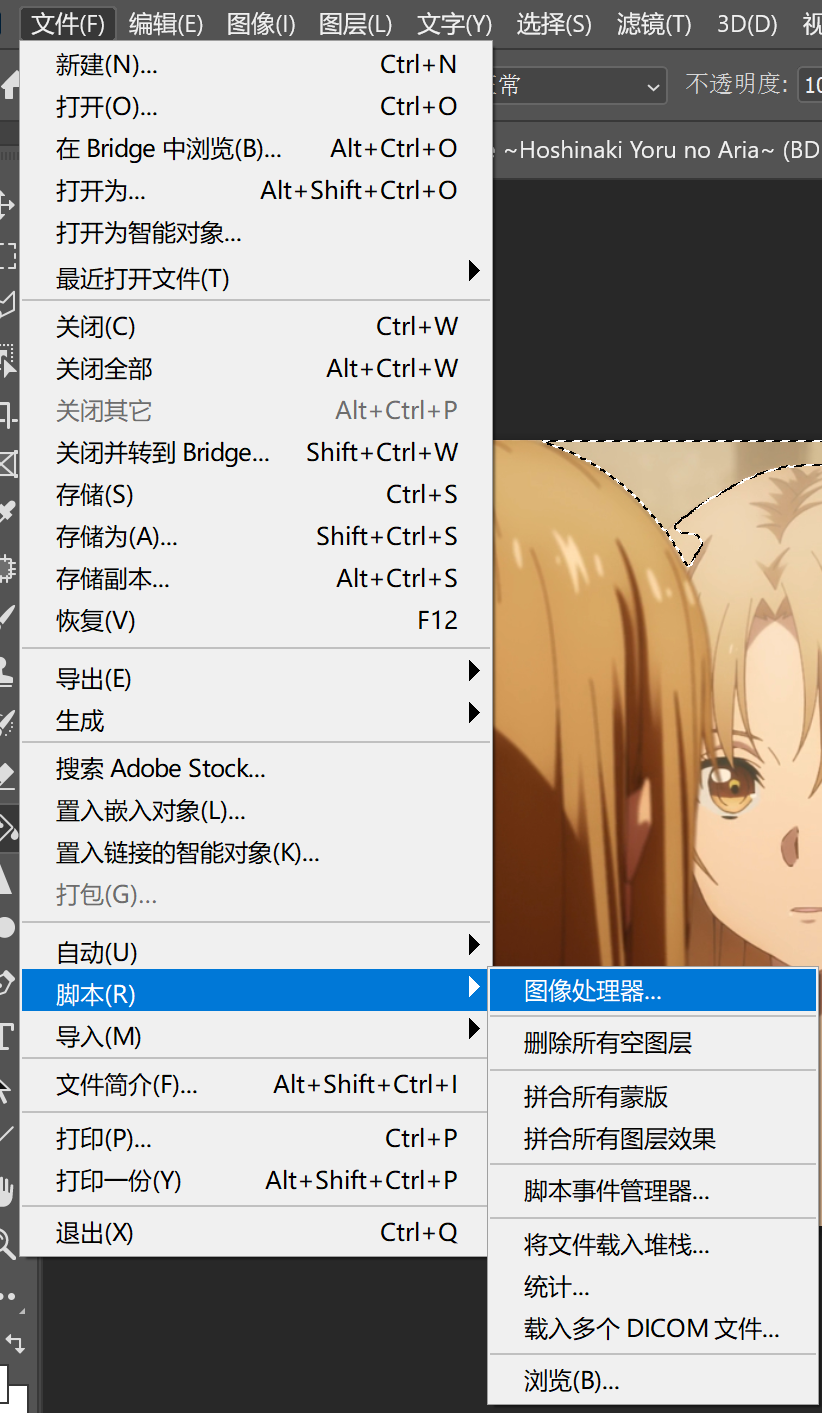 文件(F) 编辑(E) 图像(I) 图层(L) 文字(Y) 选择(S) 滤镜(T) 3D(D) 视
新建(N)... Ctrl+N
常 不透明度: 10
打开(O)... Ctrl+O
在 Bridge 中浏览(B)... Alt+Ctrl+O
e ~Hoshinaki Yoru no Aria~ (BD
打开为... Alt+Shift+Ctrl+O
打开为智能对象...
最近打开文件(T)
关闭(C) Ctrl+W
关闭全部 Alt+Ctrl+W
关闭其它 Alt+Ctrl+P
关闭并转到 Bridge... Shift+Ctrl+W
存储(S) Ctrl+S
存储为(A)... Shift+Ctrl+S
存储副本... Alt+Ctrl+S
恢复(V) F12
导出(E)
生成
搜索 Adobe Stock...
置入嵌入对象(L)...
置入链接的智能对象(K)...
打包(G)...
自动(U)
脚本(R)
导入(M)
文件简介(F)... Alt+Shift+Ctrl+I
打印(P)... Ctrl+P
打印一份(Y) Alt+Shift+Ctrl+P
退出(X) Ctrl+Q
图像处理器...
删除所有空图层
拼合所有蒙版
拼合所有图层效果
脚本事件管理器...
将文件载入堆栈...
统计...
载入多个 DICOM 文件...
浏览(B)...